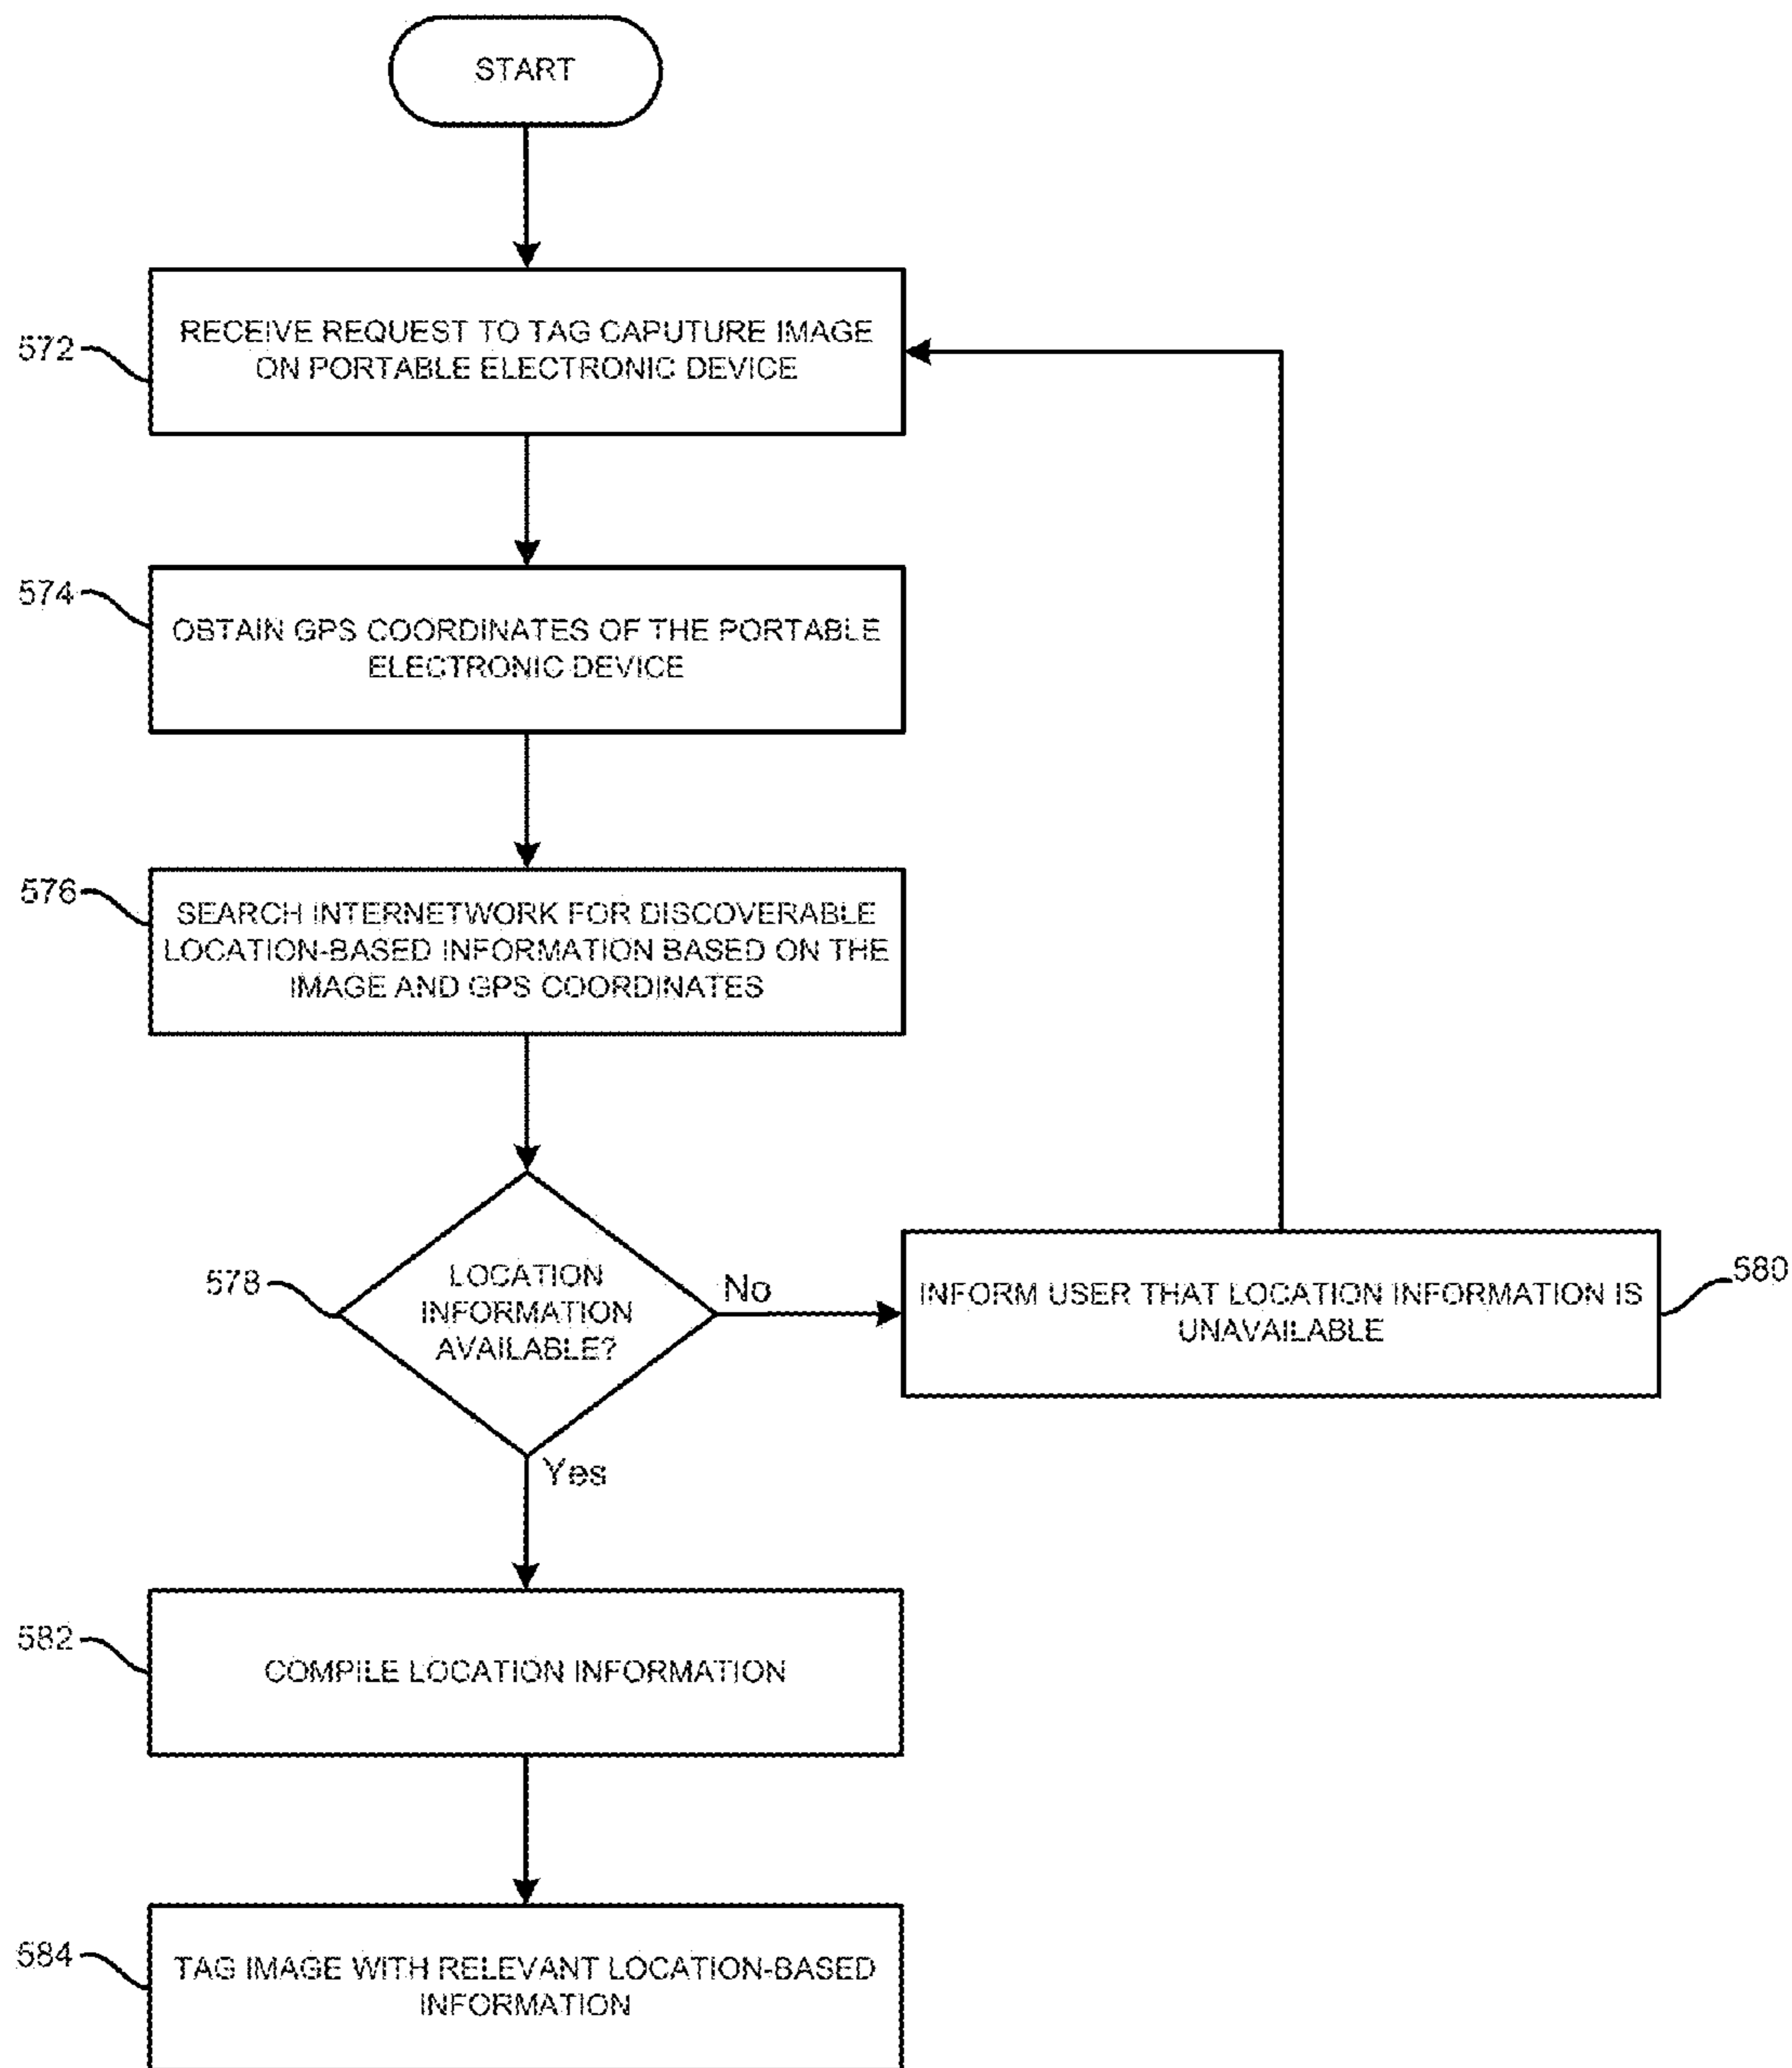 START
572
RECEIVE REQUEST TO TAG CAPUTURE IMAGE
ON PORTABLE ELECTRONIC DEVICE
574
OBTAIN GPS COORDINATES OF THE PORTABLE
ELECTRONIC DEVICE
576
SEARCH INTERNETWORK FOR DISCOVERABLE
LOCATION-BASED INFORMATION BASED ON THE
IMAGE AND GPS COORDINATES
578
LOCATION
INFORMATION
AVAILABLE?
No
INFORM USER THAT LOCATION INFORMATION IS
UNAVAILABLE
580
Yes
582
COMPILE LOCATION INFORMATION
584
TAG IMAGE WITH RELEVANT LOCATION-BASED
INFORMATION